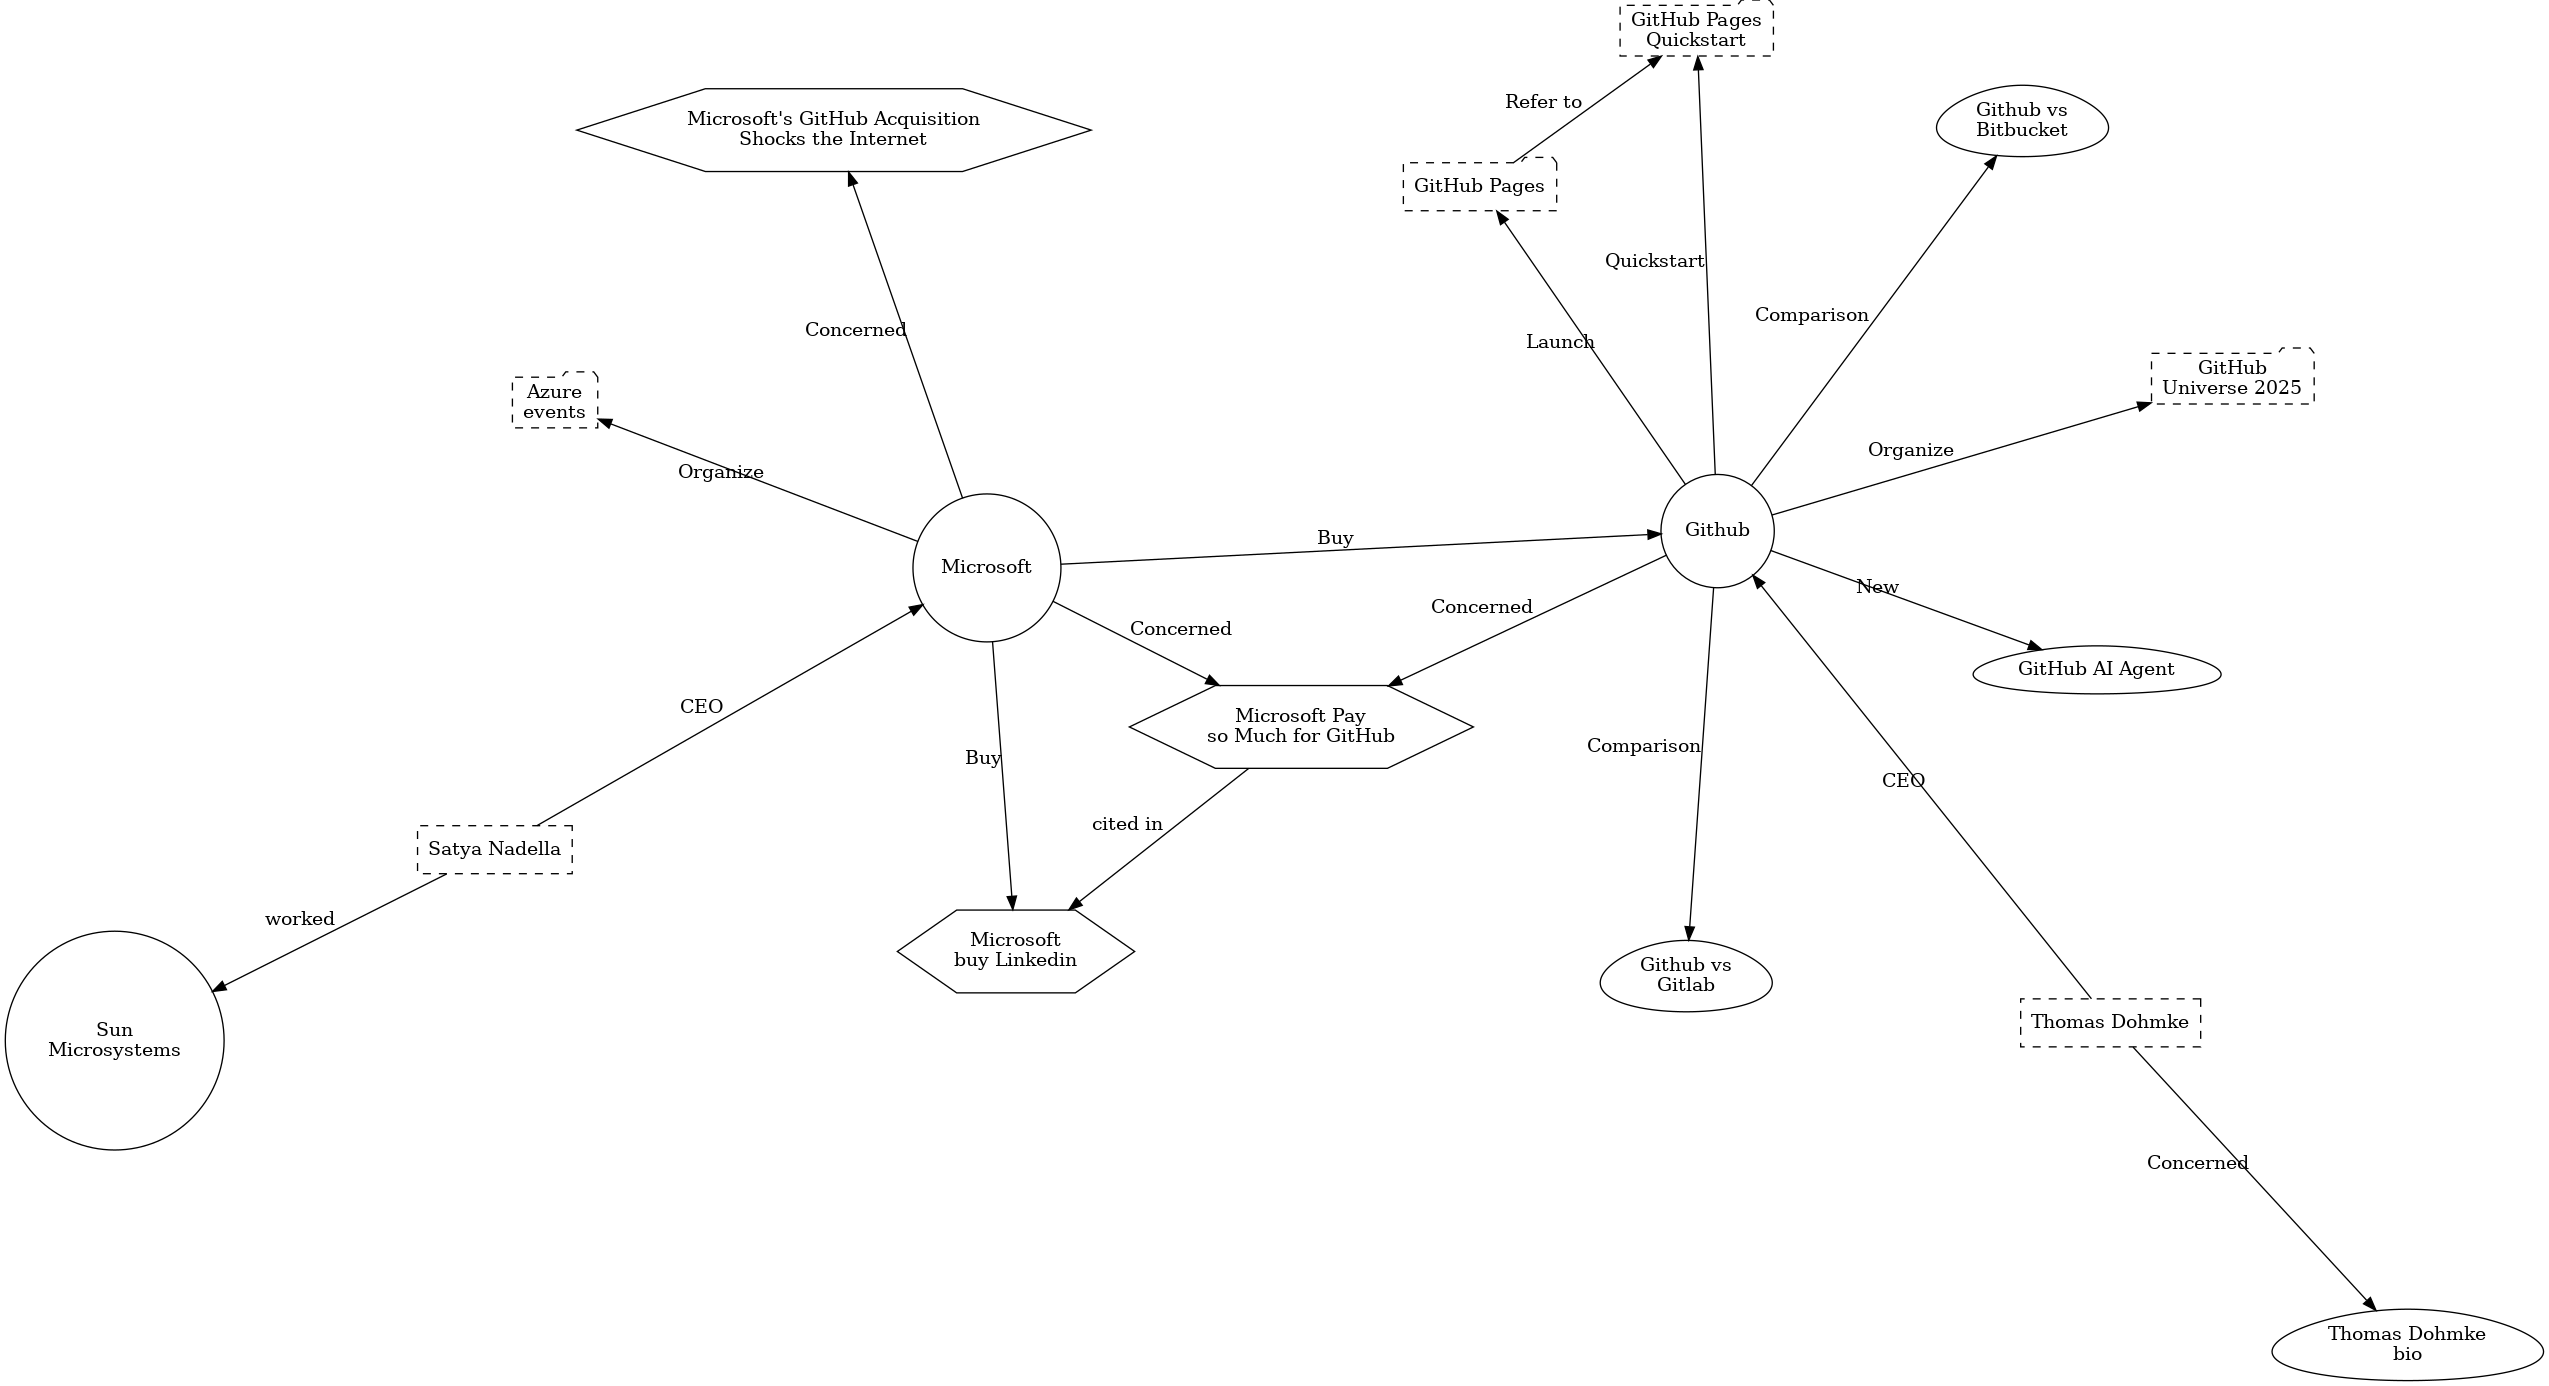 GitHub Pages
Quickstart
Refer to
Microsoft's GitHub Acquisition
Shocks the Internet
Github vs
Bitbucket
GitHub Pages
Quickstart
Comparison
Concerned
Launch
Azure
events
GitHub
Universe 2025
Organize
Organize
Microsoft
Buy
Github
New
Concerned
Concerned
GitHub AI Agent
CEO
Microsoft Pay
so Much for GitHub
Buy
Comparison
CEO
cited in
Satya Nadella
worked
Microsoft
buy Linkedin
Github vs
Gitlab
Sun
Microsystems
Thomas Dohmke
Concerned
Thomas Dohmke
bio